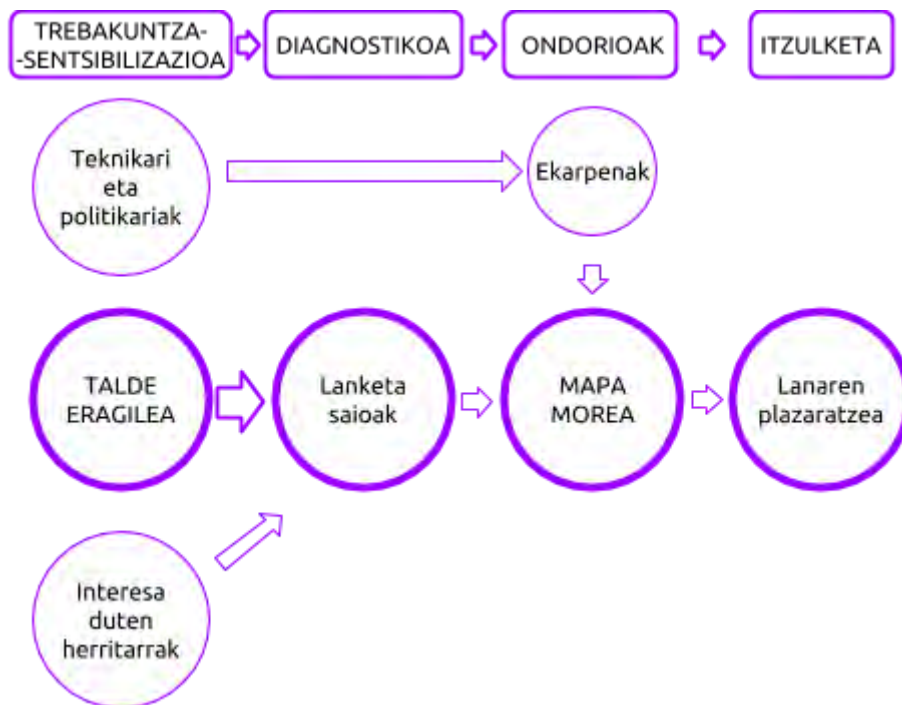 TREBAKUNTZA-
-SENTSIBILIZAZIOA
DIAGNOSTIKOA
ONDORIOAK
ITZULKETA
Teknikari
eta
politikariak
Ekarpenak
TALDE
ERAGILEA
Lanketa
saioak
MAPA
MOREA
Lanaren
plazaratzea
Interesa
duten
herritarrak